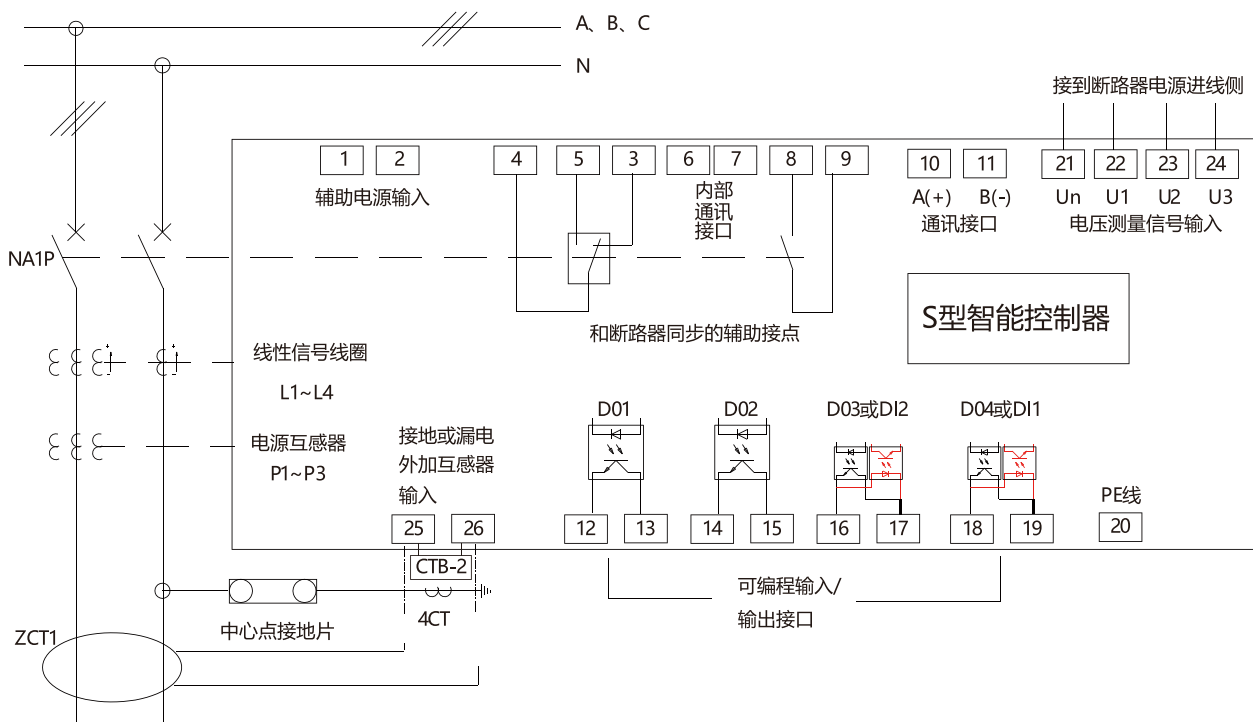 A、B、C
N
接到断路器电源进线侧
1 2 4 5 3 6 7 8 9 10 11 21 22 23 24
辅助电源输入
内部
通讯
接口
A(+) B(-)
通讯接口
Un U1 U2 U3
电压测量信号输入
NA1P
S型智能控制器
和断路器同步的辅助接点
线性信号线圈
L1~L4
电源互感器
P1~P3
接地或漏电
外加互感器
输入
D01 D02 D03或DI2 D04或DI1
PE线
25 26 12 13 14 15 16 17 18 19 20
CTB-2
4CT
中心点接地片
可编程输入/
输出接口
ZCT1